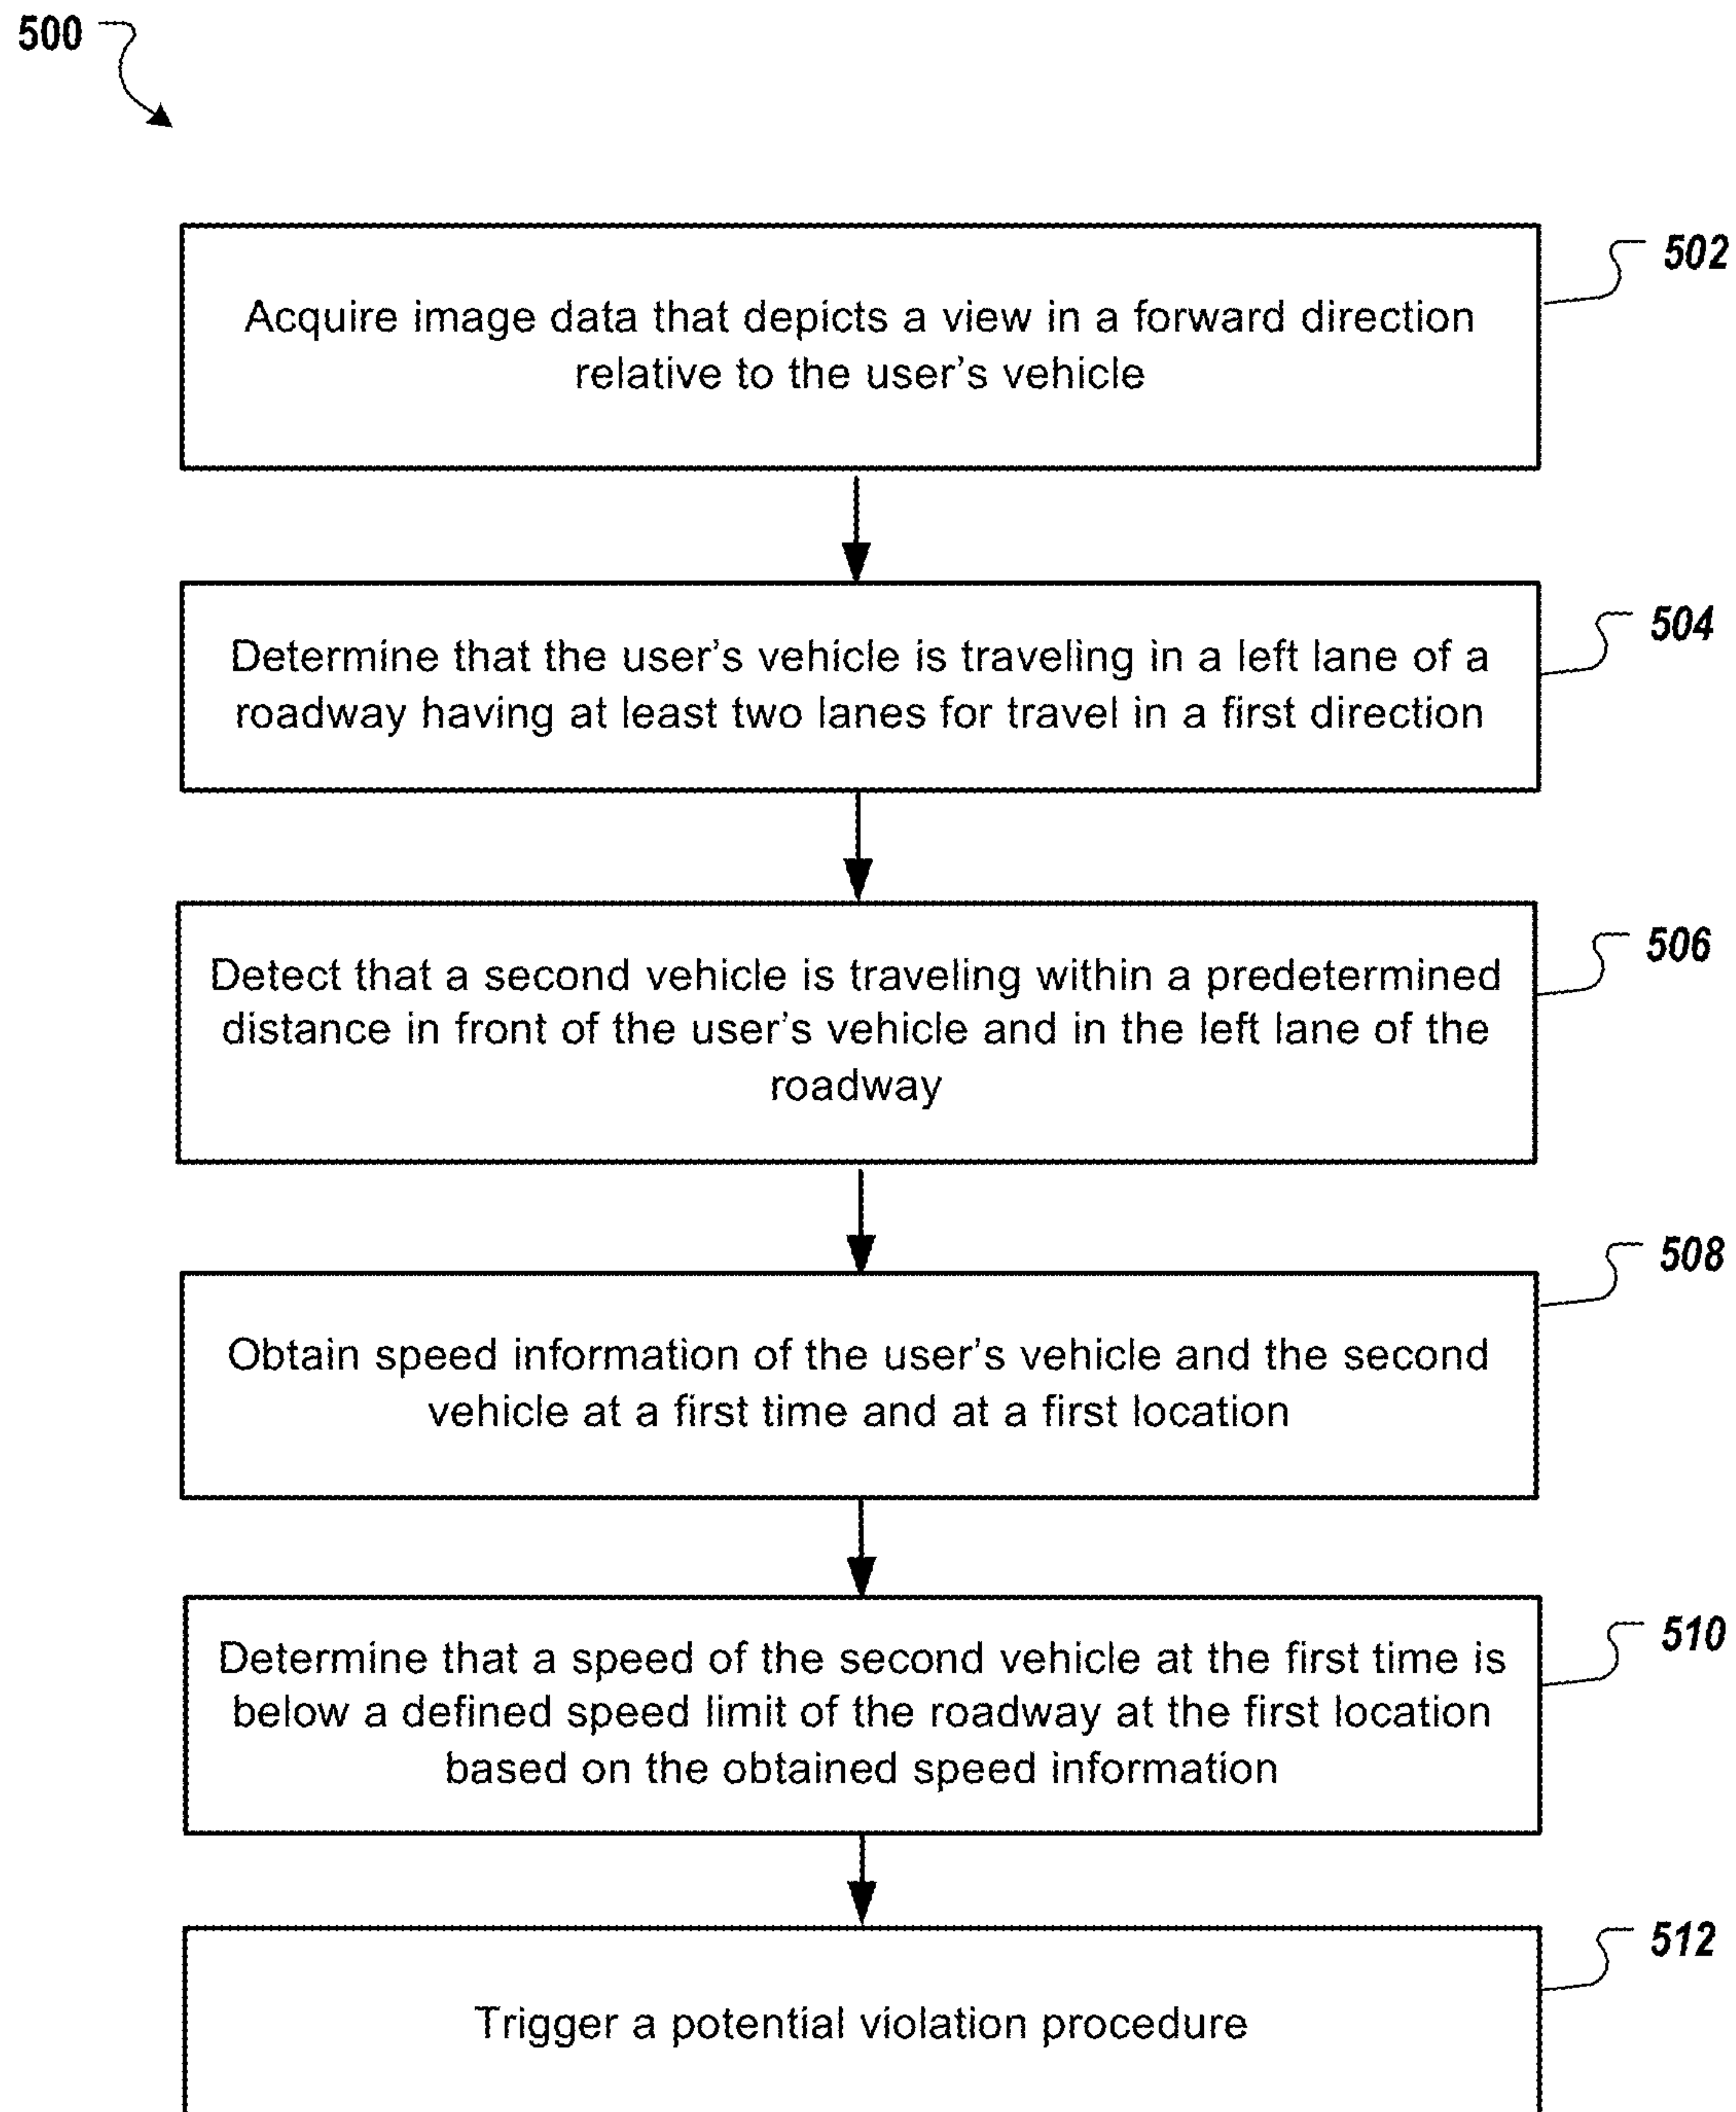 500
502
Acquire image data that depicts a view in a forward direction
relative to the user's vehicle
504
Determine that the user's vehicle is traveling in a left lane of a
roadway having at least two lanes for travel in a first direction
506
Detect that a second vehicle is traveling within a predetermined
distance in front of the user's vehicle and in the left lane of the
roadway
508
Obtain speed information of the user's vehicle and the second
vehicle at a first time and at a first location
510
Determine that a speed of the second vehicle at the first time is
below a defined speed limit of the roadway at the first location
based on the obtained speed information
512
Trigger a potential violation procedure